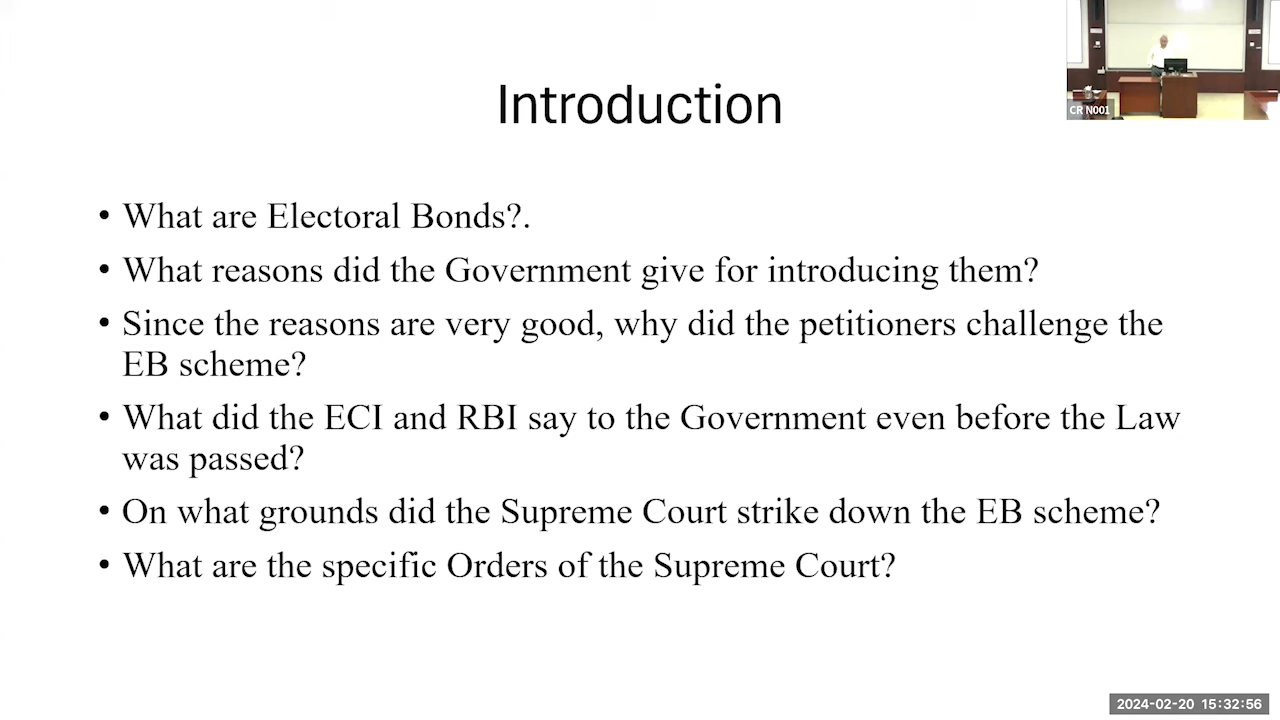 CR N001
Introduction
• What are Electoral Bonds?.
• What reasons did the Government give for introducing them?
• Since the reasons are very good, why did the petitioners challenge the
EB scheme?
• What did the ECI and RBI say to the Government even before the Law
was passed?
• On what grounds did the Supreme Court strike down the EB scheme?
• What are the specific Orders of the Supreme Court?
2024-02-20 15:32:56